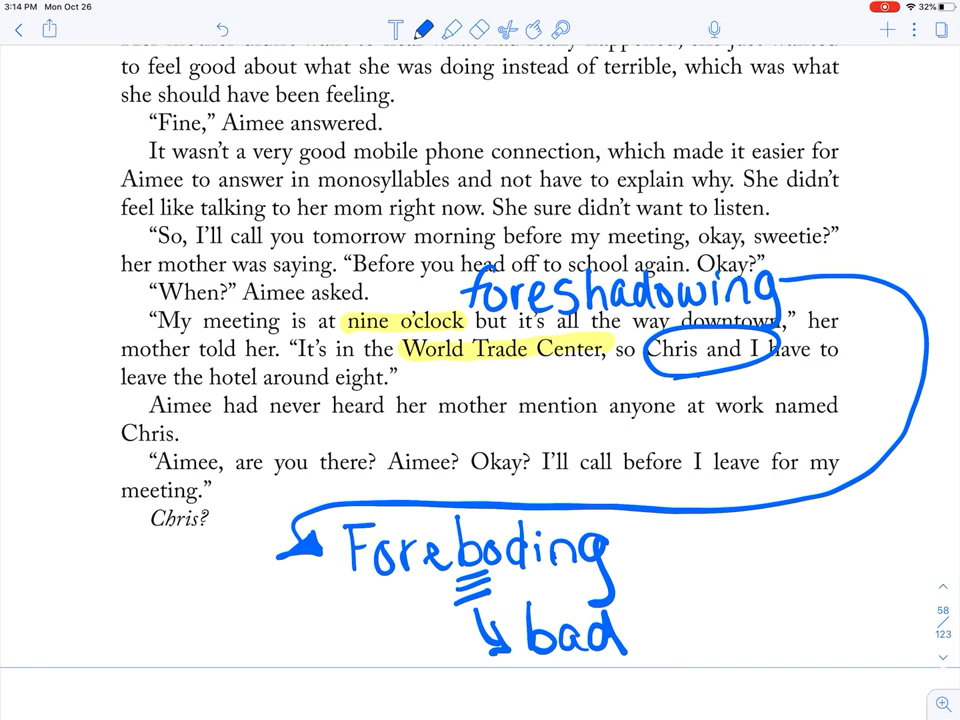 3:14 PM Mon Oct 26
32%
to feel good about what she was doing instead of terrible, which was what
she should have been feeling.
“Fine,” Aimee answered.
It wasn’t a very good mobile phone connection, which made it easier for
Aimee to answer in monosyllables and not have to explain why. She didn’t
feel like talking to her mom right now. She sure didn’t want to listen.
“So, I’ll call you tomorrow morning before my meeting, okay, sweetie?”
her mother was saying. “Before you head off to school again. Okay?”
foreshadowing
“When?” Aimee asked.
“My meeting is at nine o’clock but it’s all the way downtown,” her
mother told her. “It’s in the World Trade Center, so Chris and I have to
leave the hotel around eight.”
Aimee had never heard her mother mention anyone at work named
Chris.
“Aimee, are you there? Aimee? Okay? I’ll call before I leave for my
meeting.”
Chris?
Foreboding
bad
58
/
123